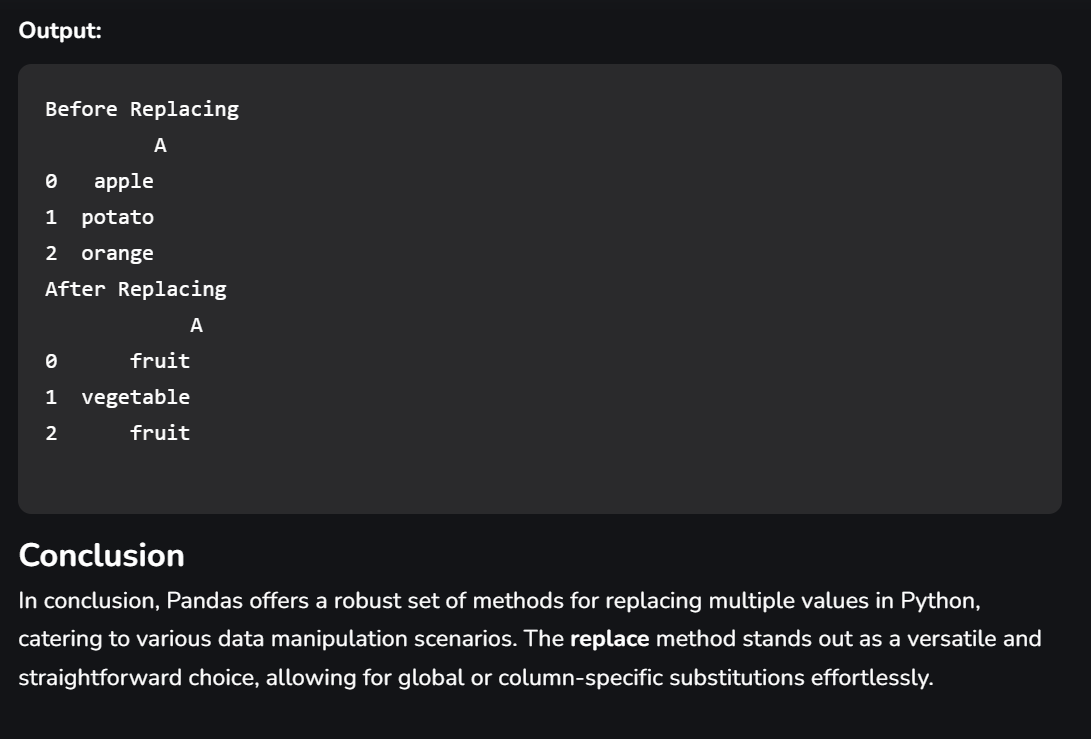 Output:
Before Replacing
         A
0   apple
1  potato
2  orange
After Replacing
            A
0      fruit
1  vegetable
2      fruit
Conclusion
In conclusion, Pandas offers a robust set of methods for replacing multiple values in Python,
catering to various data manipulation scenarios. The replace method stands out as a versatile and
straightforward choice, allowing for global or column-specific substitutions effortlessly.